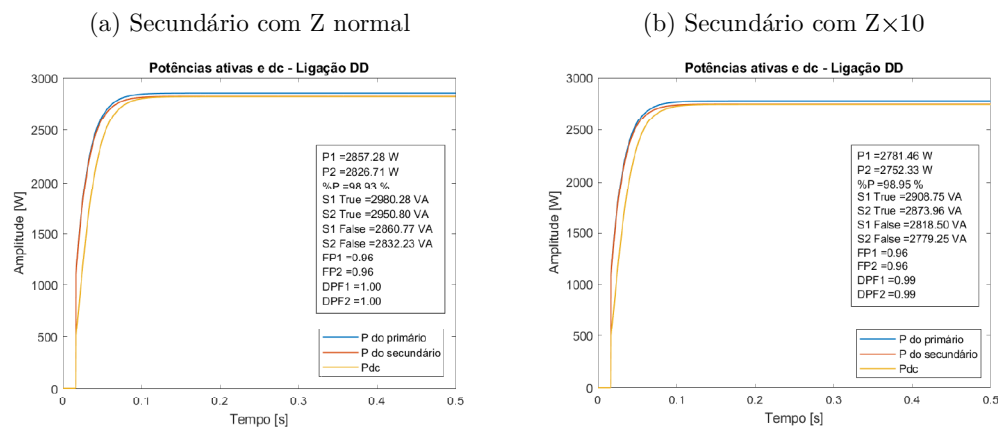 (a) Secundário com Z normal
Potências ativas e dc - Ligação DD
Amplitude [W]
3000
2500
2000
1500
1000
500
0
P1 =2857.28 W
P2 =2826.71 W
%P =98.93 %
S1 True =2980.28 VA
S2 True =2950.80 VA
S1 False =2860.77 VA
S2 False =2832.23 VA
FP1 =0.96
FP2 =0.96
DPF1 =1.00
DPF2 =1.00
P do primário
P do secundário
Pdc
0 0.1 0.2 0.3 0.4 0.5
Tempo [s]
(b) Secundário com Z×10
Potências ativas e dc - Ligação DD
Amplitude [W]
3000
2500
2000
1500
1000
500
0
P1 =2781.46 W
P2 =2752.33 W
%P =98.95 %
S1 True =2908.75 VA
S2 True =2873.96 VA
S1 False =2818.50 VA
S2 False =2779.25 VA
FP1 =0.96
FP2 =0.96
DPF1 =0.99
DPF2 =0.99
P do primário
P do secundário
Pdc
0 0.1 0.2 0.3 0.4 0.5
Tempo [s]